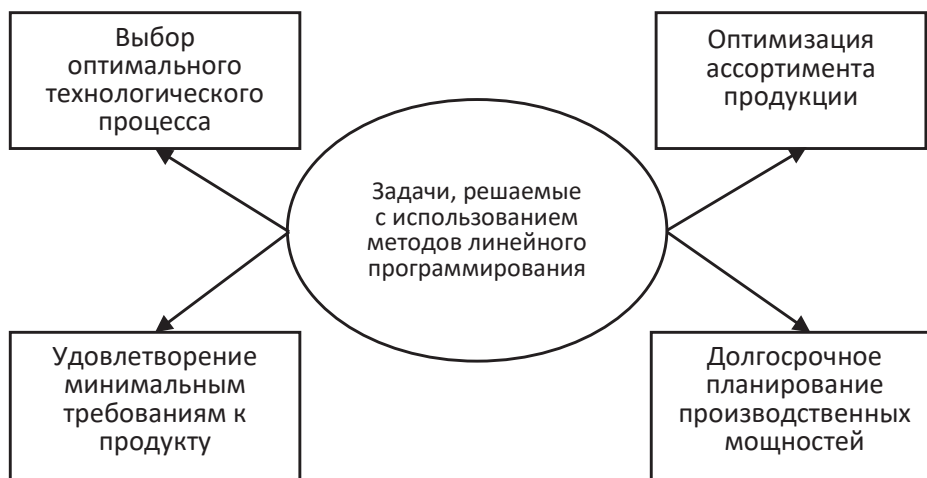 Выбор
оптимального
технологического
процесса
Оптимизация
ассортимента
продукции
Задачи, решаемые
с использованием
методов линейного
программирования
Удовлетворение
минимальным
требованиям к
продукту
Долгосрочное
планирование
производственных
мощностей